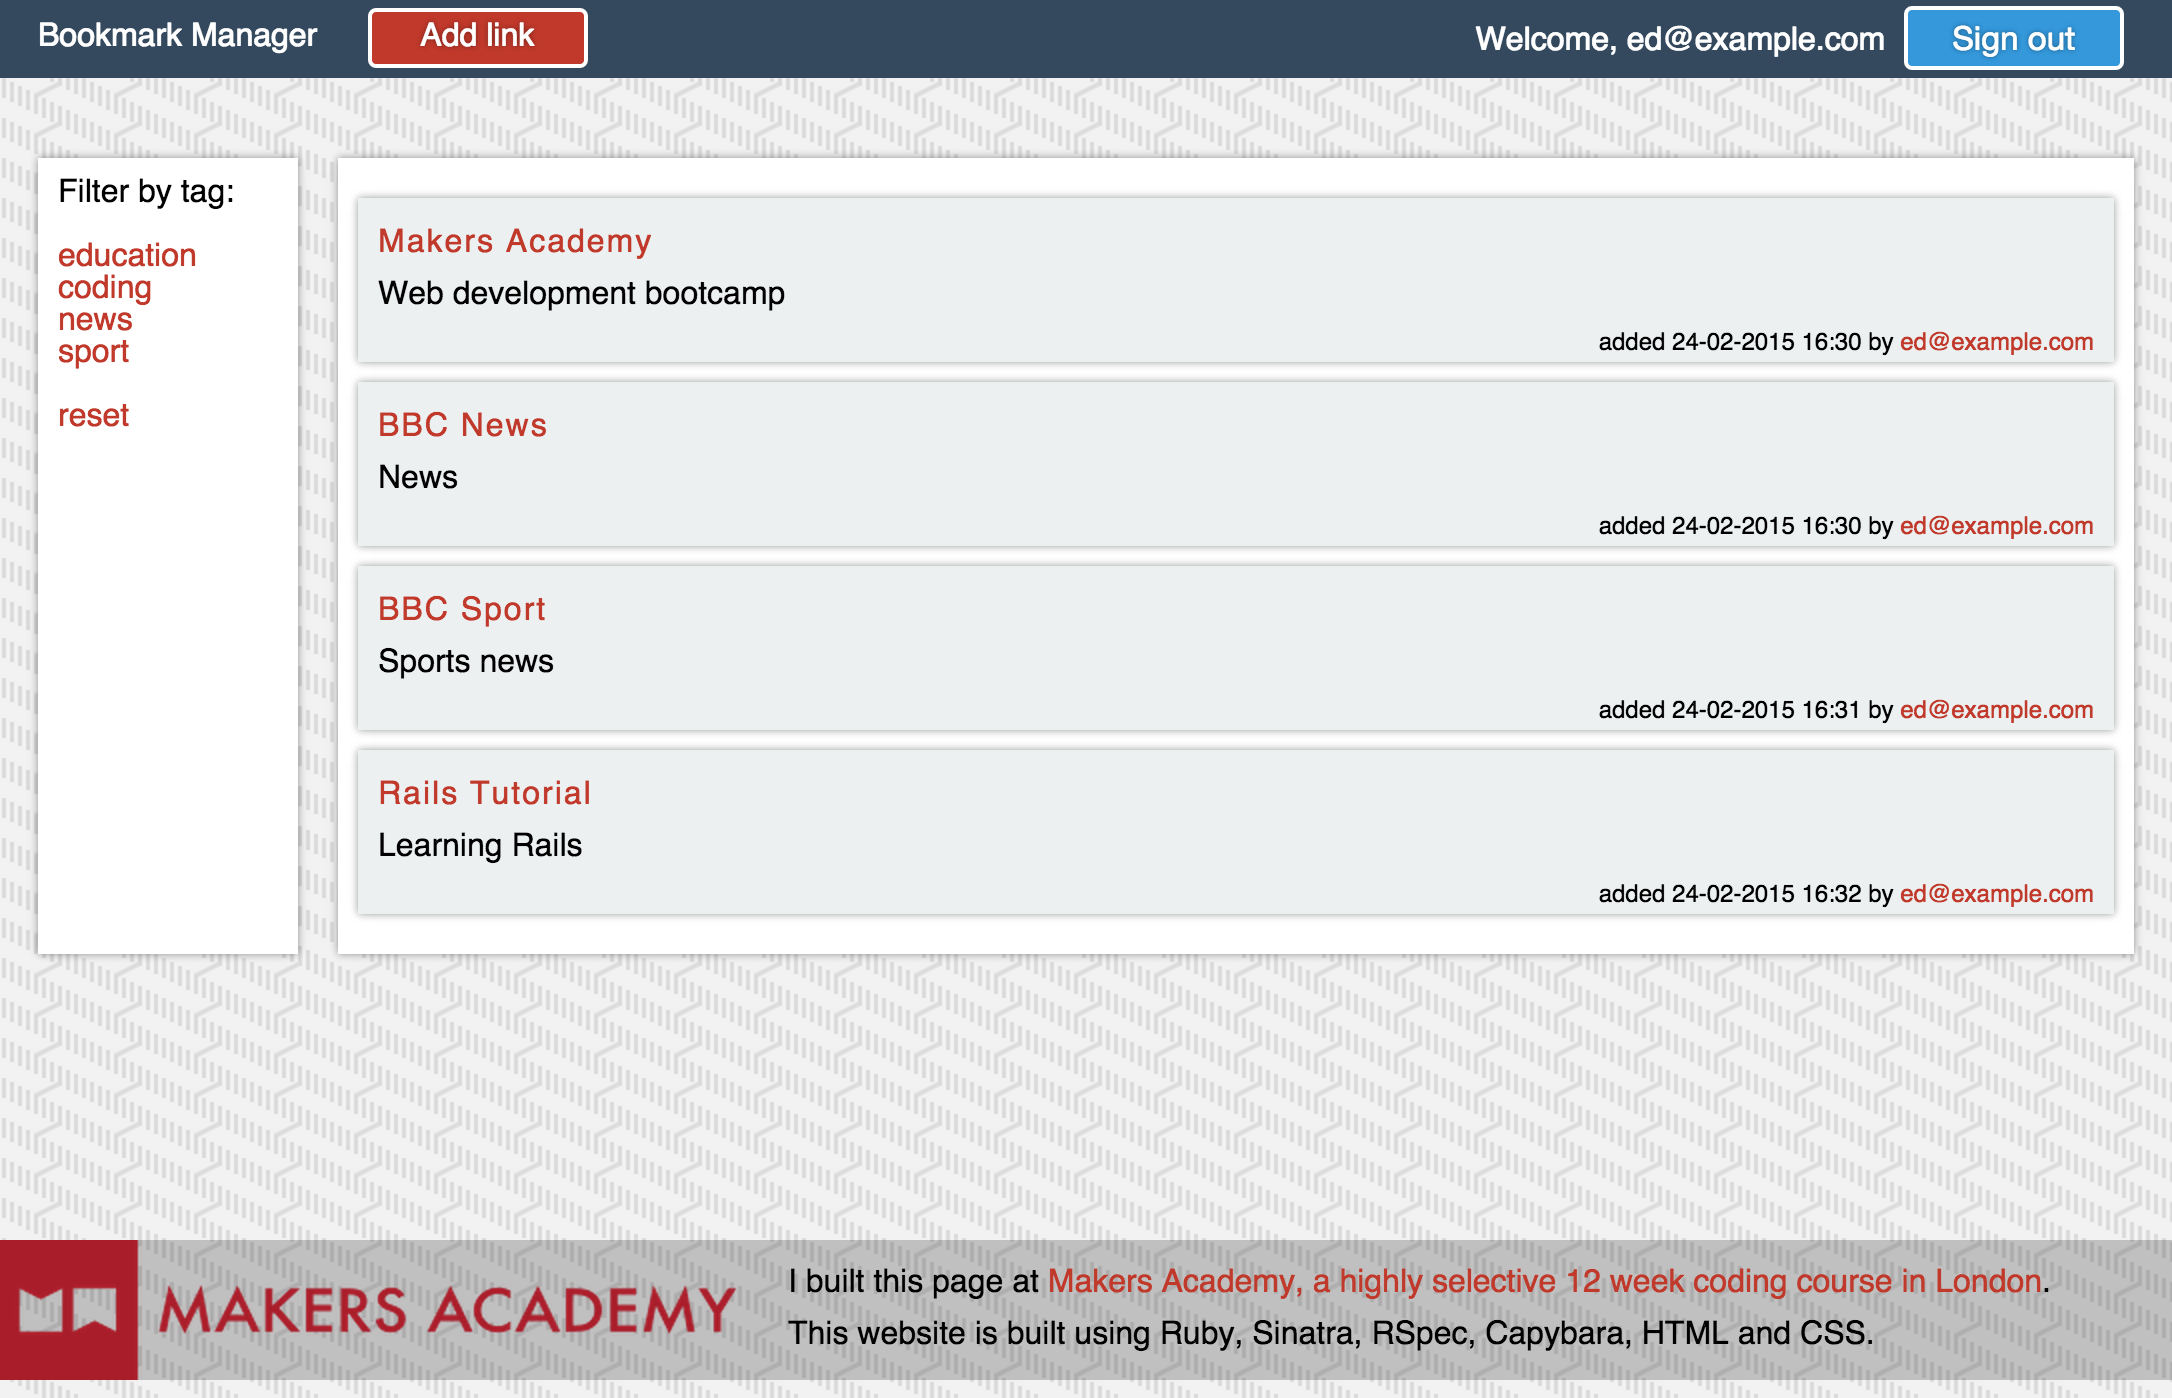 Bookmark Manager Add link Welcome, ed@example.com Sign out
Filter by tag:
education
coding
news
sport
reset
Makers Academy
Web development bootcamp
added 24-02-2015 16:30 by ed@example.com
BBC News
News
added 24-02-2015 16:30 by ed@example.com
BBC Sport
Sports news
added 24-02-2015 16:31 by ed@example.com
Rails Tutorial
Learning Rails
added 24-02-2015 16:32 by ed@example.com
MAKERS ACADEMY
I built this page at Makers Academy, a highly selective 12 week coding course in London.
This website is built using Ruby, Sinatra, RSpec, Capybara, HTML and CSS.